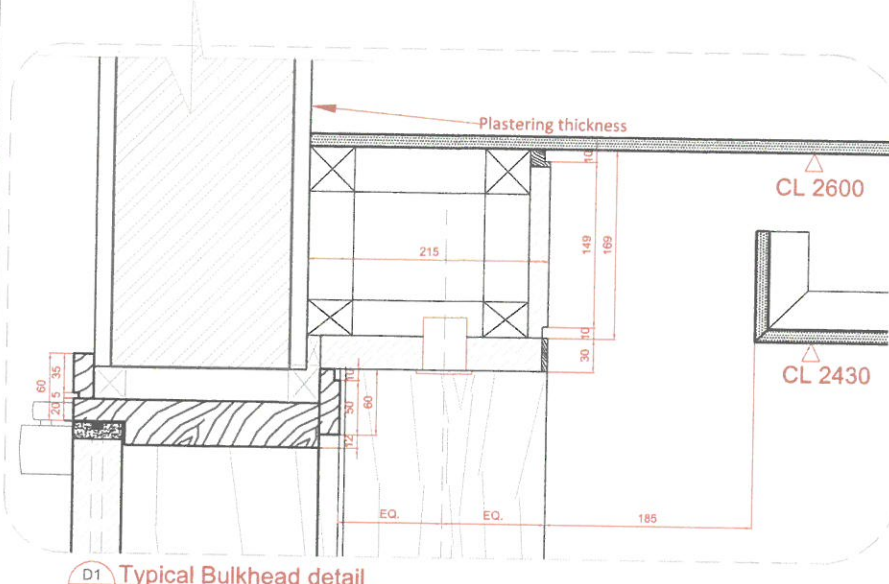 Plastering thickness
10
CL 2600
215
149
169
10
30
CL 2430
35
60
5
20
10
50
60
12
EQ.
EQ.
185
D1
Typical Bulkhead detail